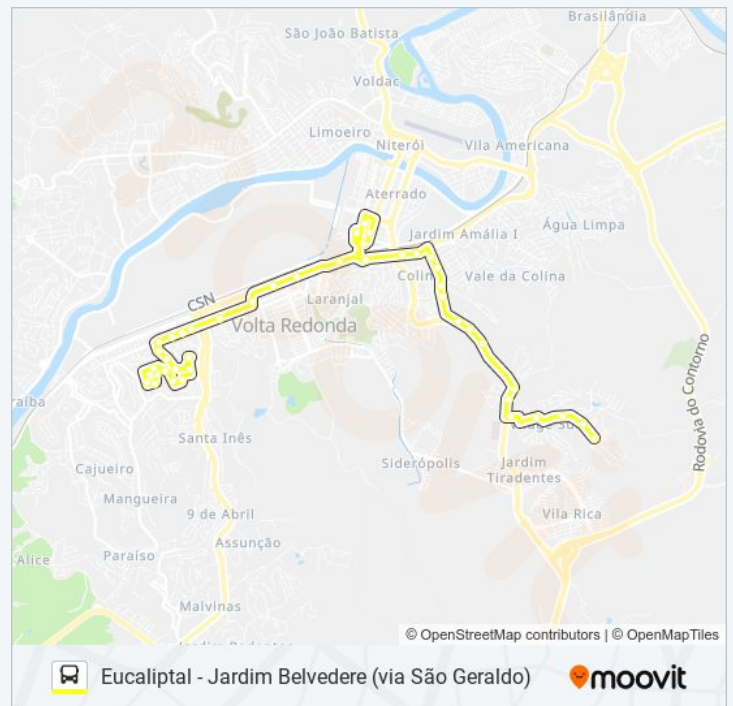 Brasilândia
São João Batista
Voldac
Limoeiro
Niterói
Vila Americana
Aterrado
Água Limpa
Jardim Amália I
Colin
Vale da Colina
CSN
Laranjal
Volta Redonda
raíba
Rodovia do Contorno
Santa Inês
Siderópolis
Jardim
Tiradentes
Cajueiro
Mangueira
9 de Abril
Vila Rica
Assunção
Alice
Paraíso
Malvinas
© OpenStreetMap contributors | © OpenMapTiles
Eucaliptal - Jardim Belvedere (via São Geraldo)
moovit